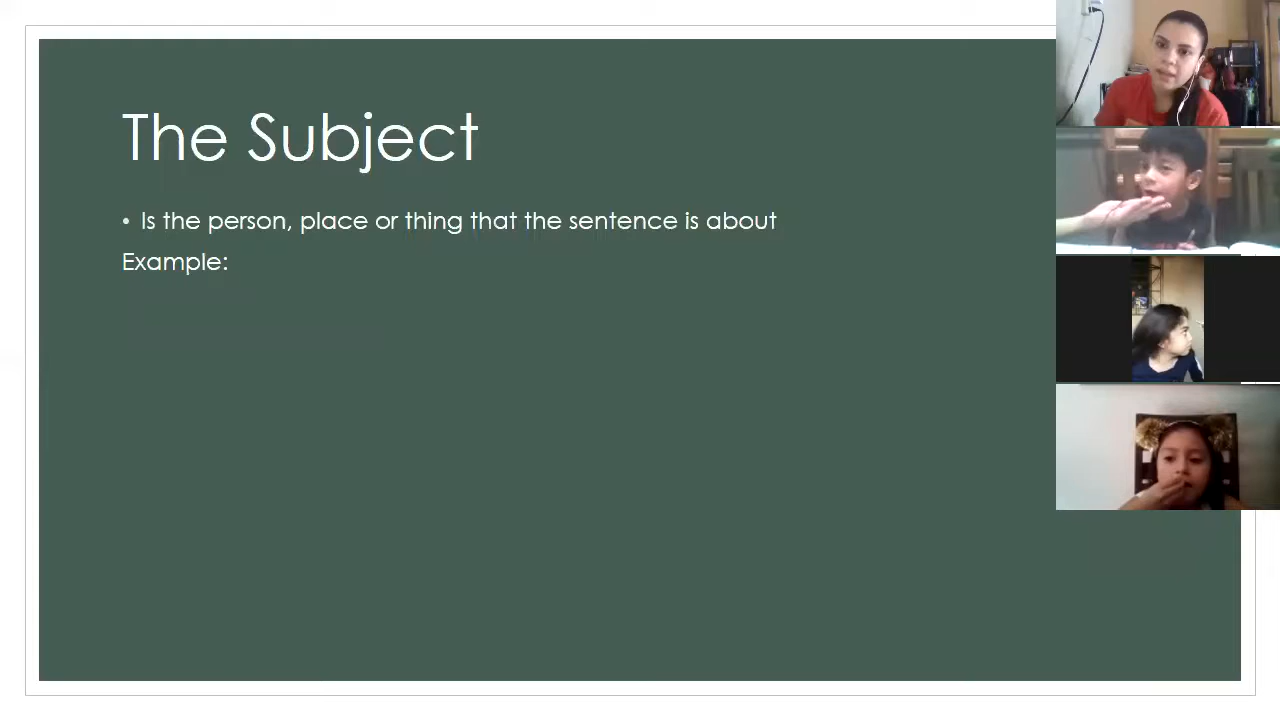 The Subject
• Is the person, place or thing that the sentence is about
Example: